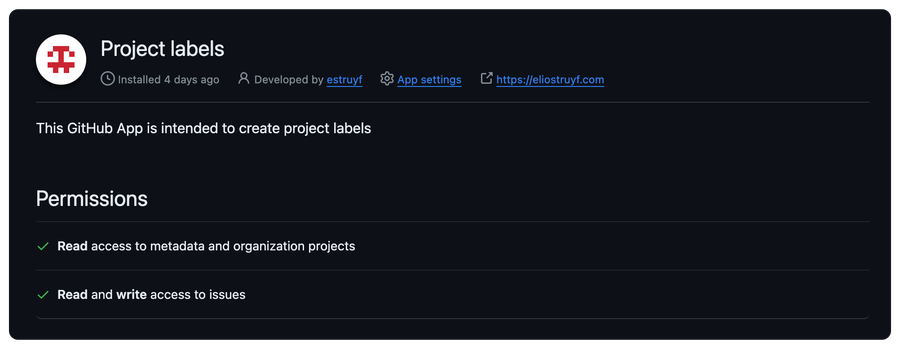 Project labels
Installed 4 days ago Developed by estruyf App settings https://eliostruyf.com
This GitHub App is intended to create project labels
Permissions
Read access to metadata and organization projects
Read and write access to issues